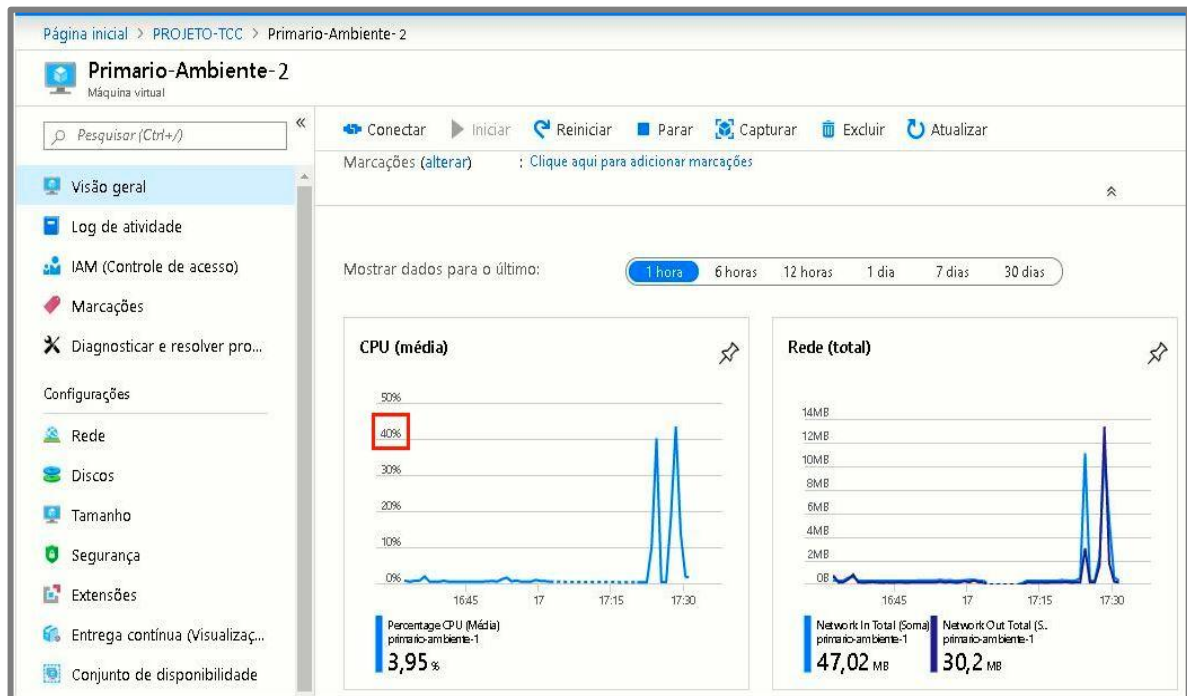 Página inicial > PROJETO-TCC > Primario-Ambiente- 2
Primario-Ambiente-2
Máquina virtual
Pesquisar (Ctrl+/)
«
Visão geral
Log de atividade
IAM (Controle de acesso)
Marcações
Diagnosticar e resolver pro...
Configurações
Rede
Discos
Tamanho
Segurança
Extensões
Entrega contínua (Visualizaç...
Conjunto de disponibilidade
Conectar Iniciar Reiniciar Parar Capturar Excluir Atualizar
Marcações (alterar) : Clique aqui para adicionar marcações
Mostrar dados para o último: 1 hora 6 horas 12 horas 1 dia 7 dias 30 dias
CPU (média)
50%
40%
30%
20%
10%
0%
16:45 17 17:15 17:30
Percentage CPU (Média)
primario-ambiente-1
3,95 %
Rede (total)
14MB
12MB
10MB
8MB
6MB
4MB
2MB
0B
16:45 17 17:15 17:30
Network In Total (Soma)
primario-ambiente-1
47,02 MB
Network Out Total (S..
primario-ambiente-1
30,2 MB